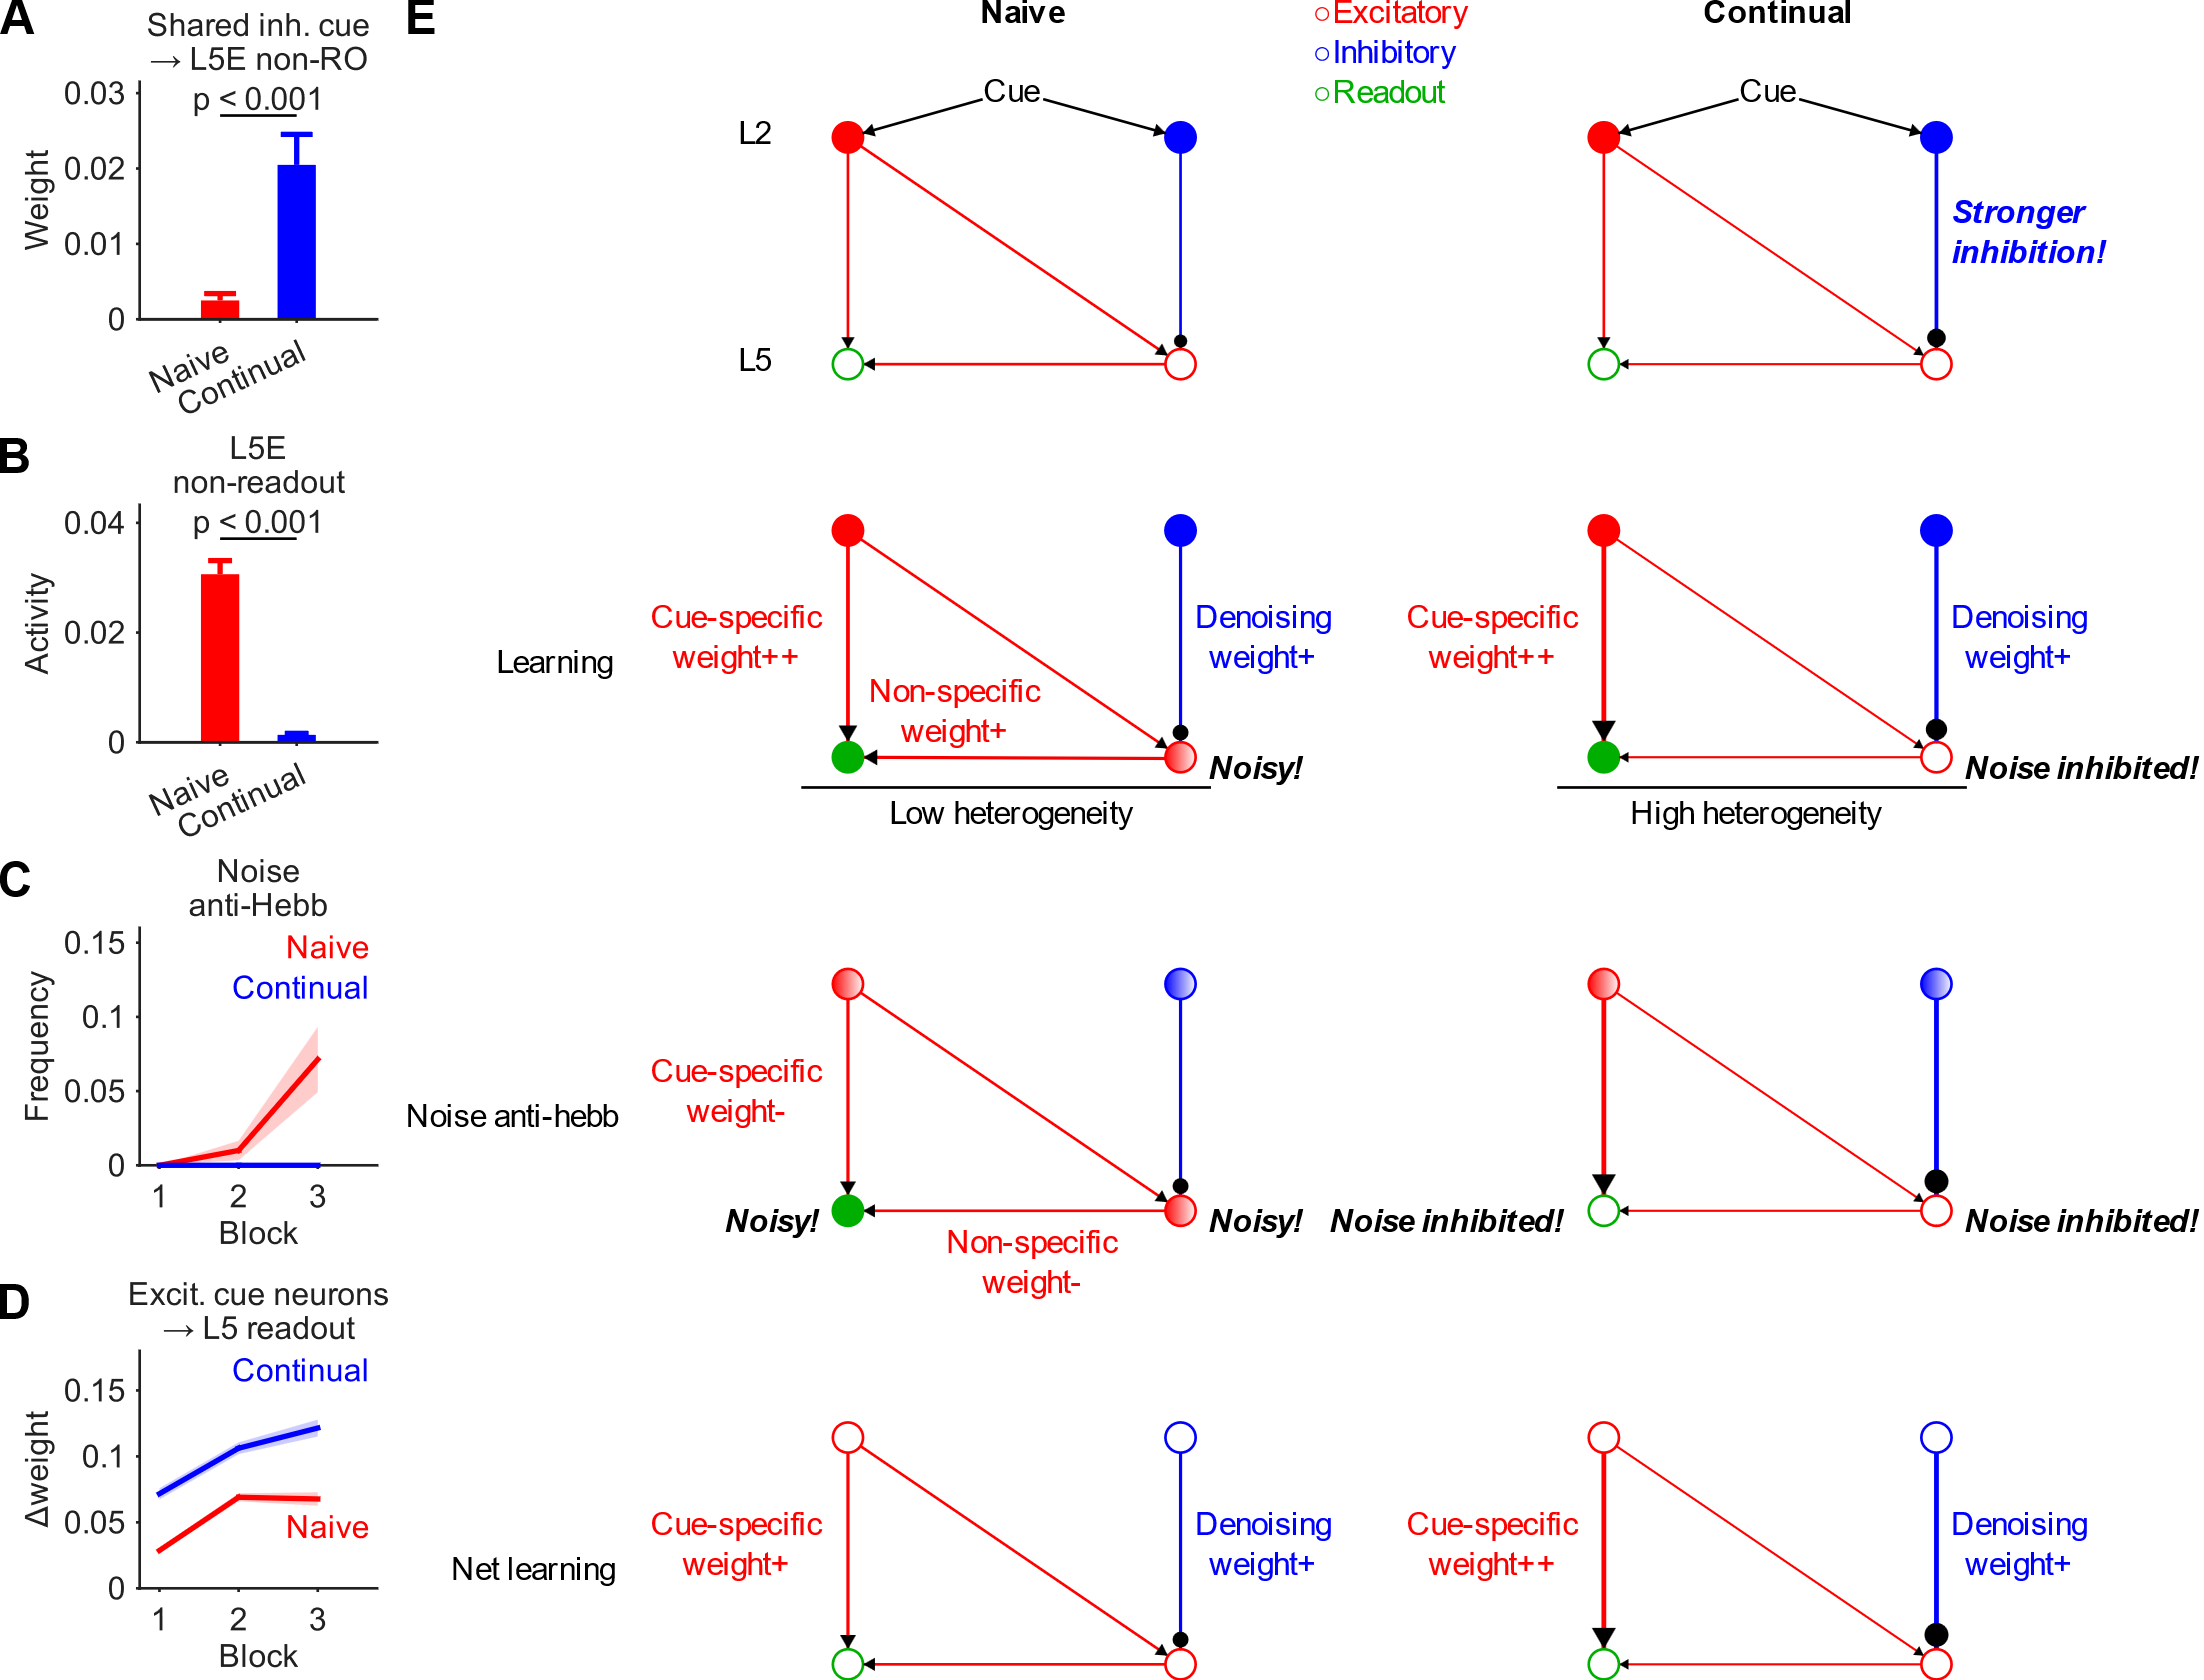 A
Shared inh. cue
→ L5E non-RO
p < 0.001
0.03
0.02
0.01
0
Weight
Naive
Continual
B
L5E
non-readout
p < 0.001
0.04
0.02
0
Activity
Naive
Continual
C
Noise
anti-Hebb
Naive
Continual
0.15
0.1
0.05
0
Frequency
1 2 3
Block
D
Excit. cue neurons
→ L5 readout
Continual
Naive
0.15
0.1
0.05
0
Δweight
1 2 3
Block
E
Naive
○Excitatory
○Inhibitory
○Readout
Continual
Cue
Cue
L2
L5
Stronger
inhibition!
Learning
Cue-specific
weight++
Non-specific
weight+
Denoising
weight+
Noisy!
Low heterogeneity
Cue-specific
weight++
Denoising
weight+
Noise inhibited!
High heterogeneity
Noise anti-hebb
Cue-specific
weight-
Noisy!
Non-specific
weight-
Noisy!
Noise inhibited!
Noise inhibited!
Net learning
Cue-specific
weight+
Denoising
weight+
Cue-specific
weight++
Denoising
weight+